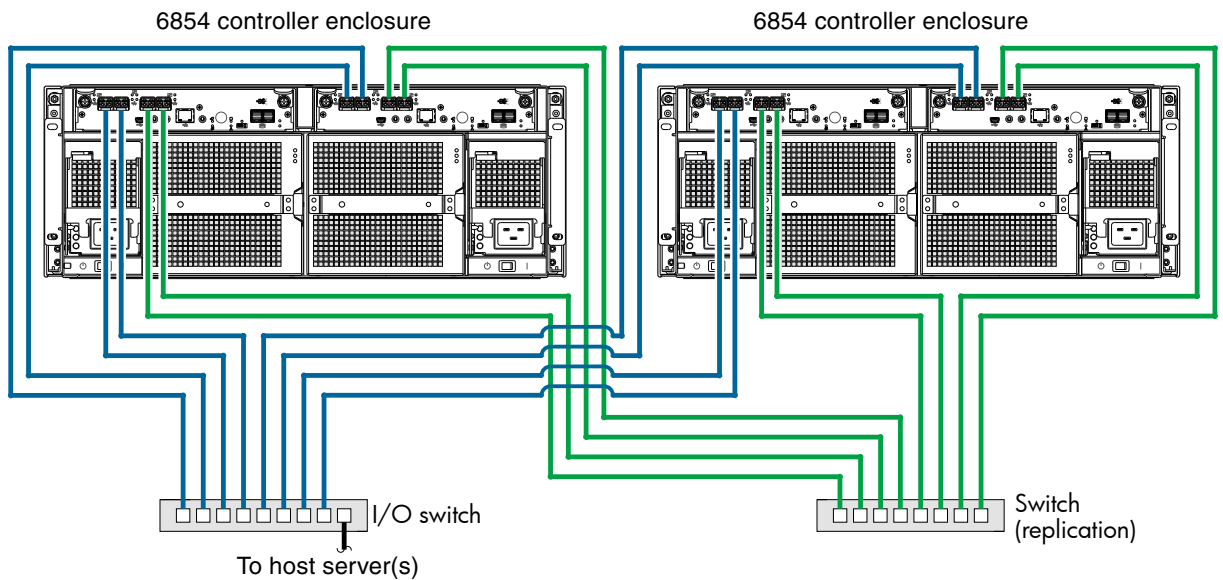 6854 controller enclosure
6854 controller enclosure
I/O switch
To host server(s)
Switch
(replication)